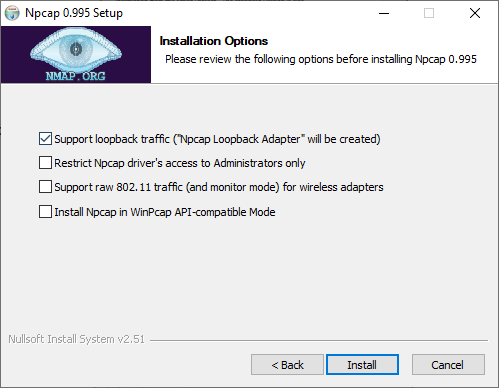 Npcap 0.995 Setup
NMAP.ORG
Installation Options
Please review the following options before installing Npcap 0.995
Support loopback traffic ("Npcap Loopback Adapter" will be created)
Restrict Npcap driver's access to Administrators only
Support raw 802.11 traffic (and monitor mode) for wireless adapters
Install Npcap in WinPcap API-compatible Mode
Nullsoft Install System v2.51
< Back
Install
Cancel